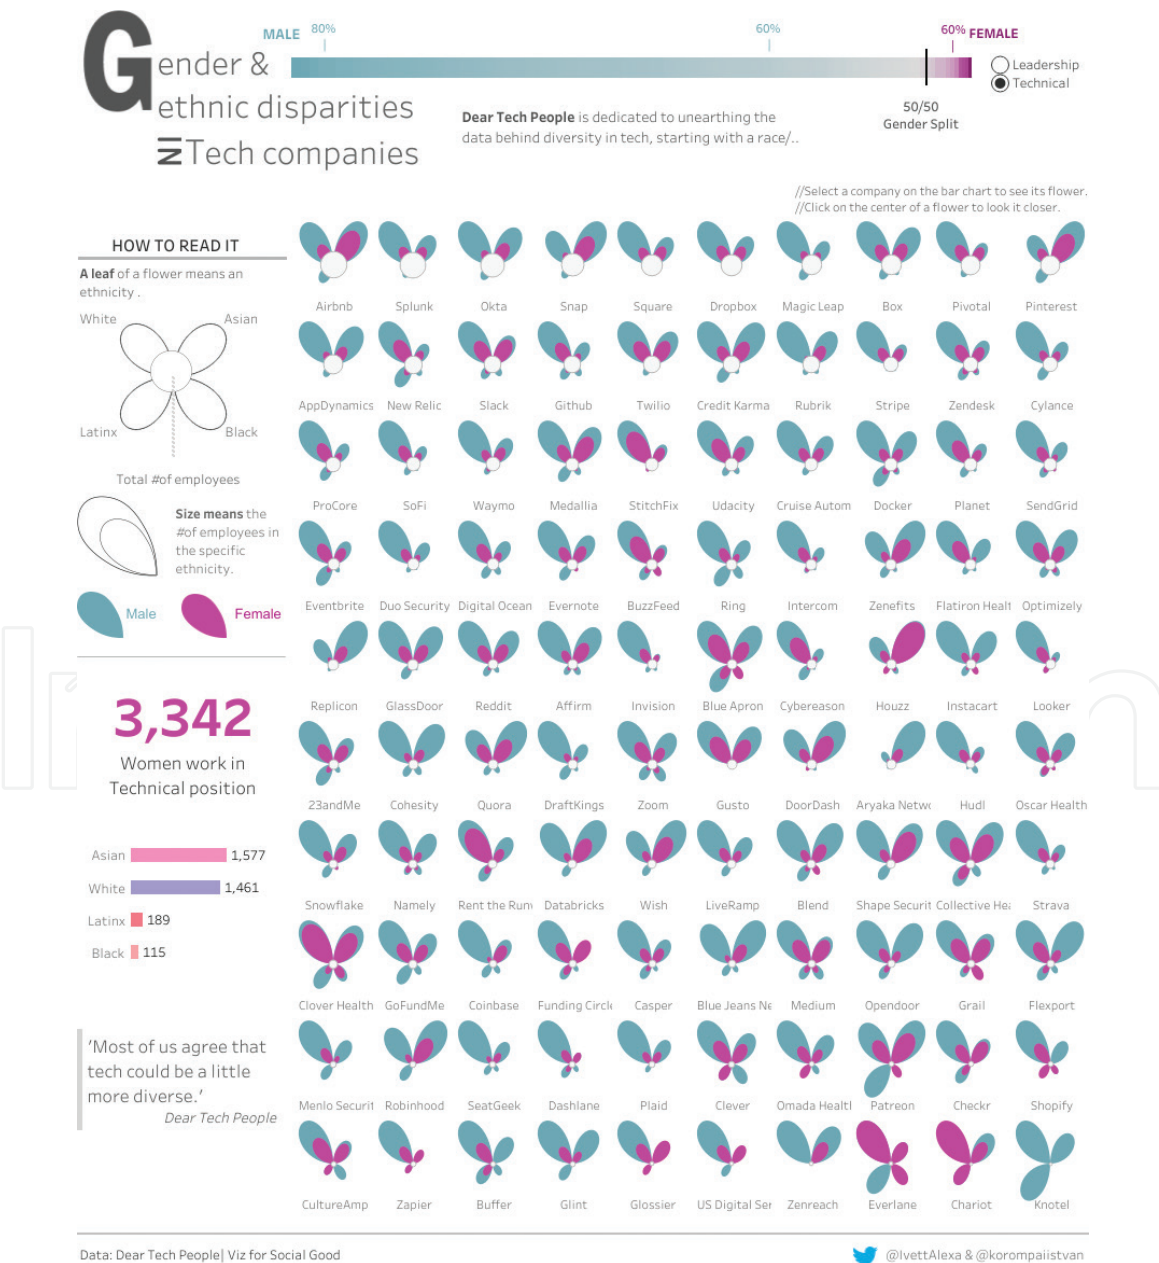 Gender &
ethnic disparities
IN Tech companies
MALE 80% 60% 60% FEMALE
Leadership
Technical
50/50
Gender Split
Dear Tech People is dedicated to unearthing the
data behind diversity in tech, starting with a race/..
//Select a company on the bar chart to see its flower.
//Click on the center of a flower to look it closer.
HOW TO READ IT
A leaf of a flower means an
ethnicity .
White Asian
Latinx Black
Total #of employees
Size means the
#of employees in
the specific
ethnicity.
Male Female
3,342
Women work in
Technical position
Asian 1,577
White 1,461
Latinx 189
Black 115
'Most of us agree that
tech could be a little
more diverse.'
Dear Tech People
Airbnb Splunk Okta Snap Square Dropbox Magic Leap Box Pivotal Pinterest
AppDynamics New Relic Slack Github Twilio Credit Karma Rubrik Stripe Zendesk Cylance
ProCore SoFi Waymo Medallia StitchFix Udacity Cruise Autom Docker Planet SendGrid
Eventbrite Duo Security Digital Ocean Evernote BuzzFeed Ring Intercom Zenefits Flatiron Healt Optimizely
Replicon GlassDoor Reddit Affirm Invision Blue Apron Cybereason Houzz Instacart Looker
23andMe Cohesity Quora DraftKings Zoom Gusto DoorDash Aryaka Netwo Hudl Oscar Health
Snowflake Namely Rent the Run Databricks Wish LiveRamp Blend Shape Securit Collective Hea Strava
Clover Health GoFundMe Coinbase Funding Circle Casper Blue Jeans Ne Medium Opendoor Grail Flexport
Menlo Securit Robinhood SeatGeek Dashlane Plaid Clever Omada Healtl Patreon Checkr Shopify
CultureAmp Zapier Buffer Glint Glossier US Digital Ser Zenreach Everlane Chariot Knotel
Data: Dear Tech People| Viz for Social Good
@IvettAlexa & @korompaiistvan